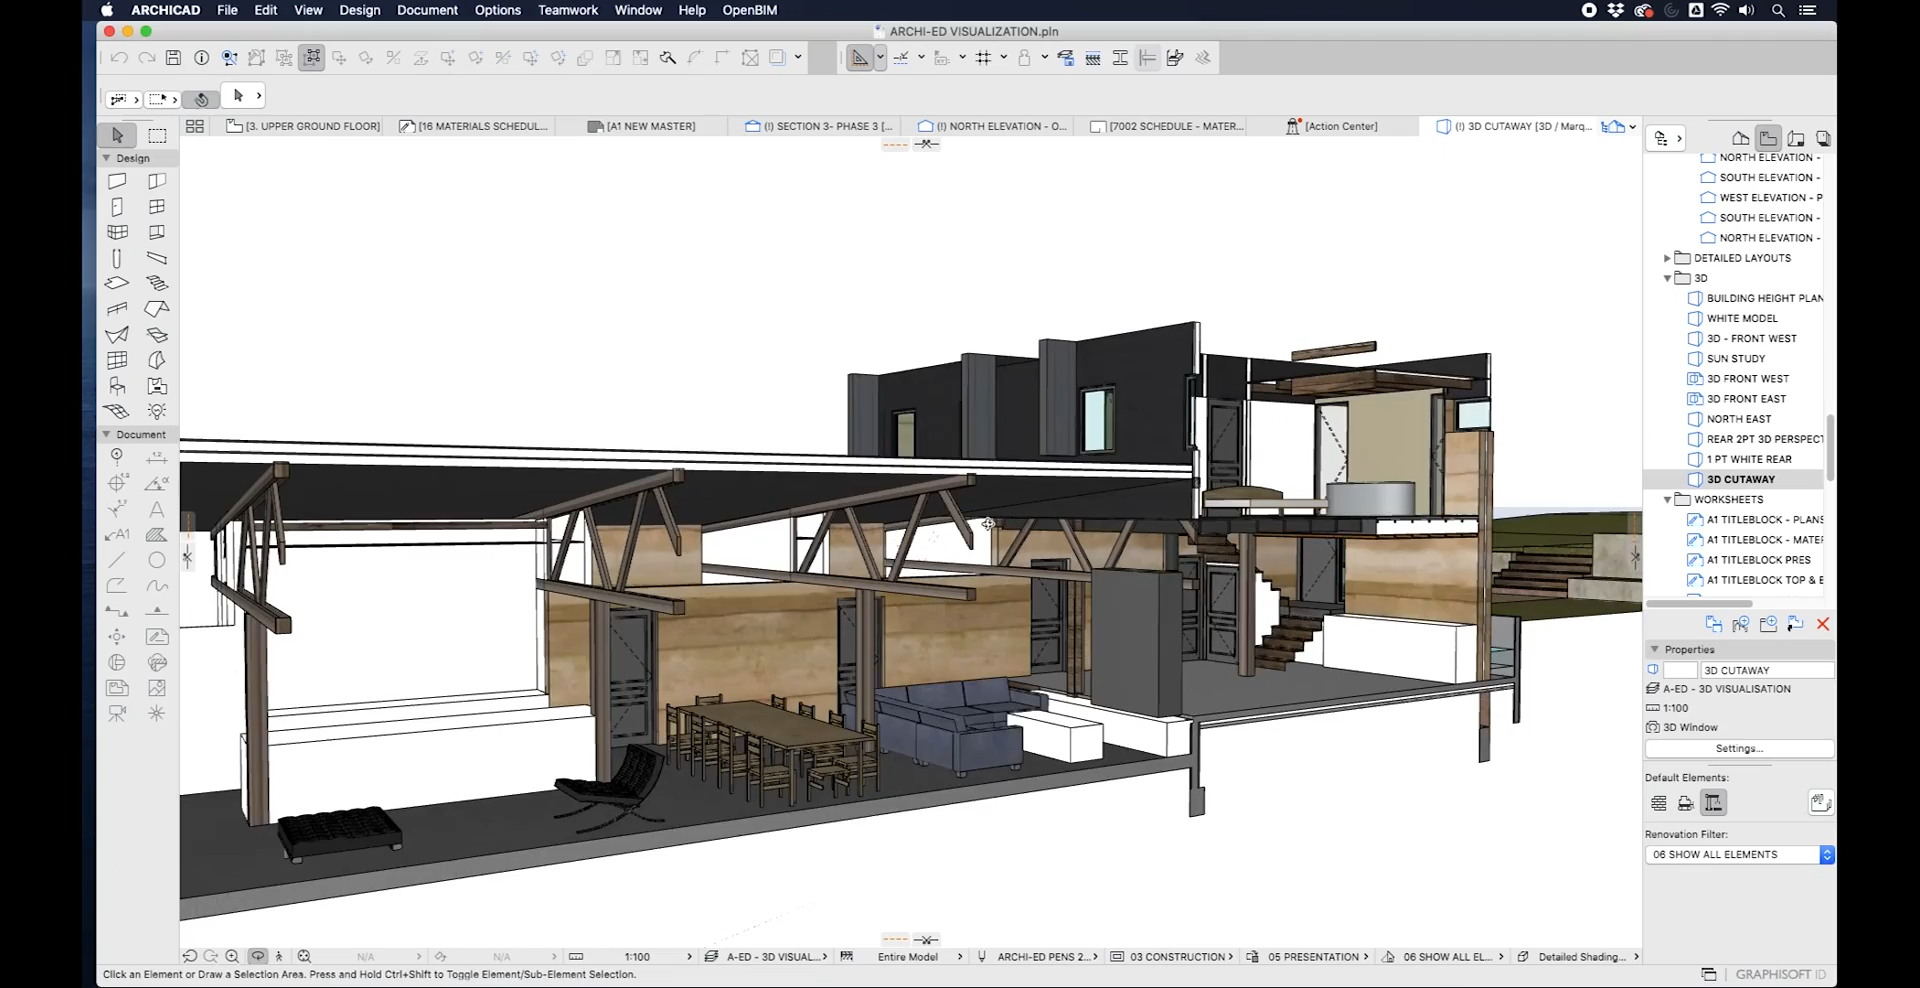 ARCHICAD File Edit View Design Document Options Teamwork Window Help OpenBIM
ARCHI-ED VISUALIZATION.pln
[3. UPPER GROUND FLOOR] [16 MATERIALS SCHEDUL... [A1 NEW MASTER] (!) SECTION 3- PHASE 3 [... (!) NORTH ELEVATION - O... [7002 SCHEDULE - MATER... [Action Center] (!) 3D CUTAWAY [3D / Marq...
Design
Document
NORTH ELEVATION -
SOUTH ELEVATION -
WEST ELEVATION - P
SOUTH ELEVATION -
NORTH ELEVATION -
DETAILED LAYOUTS
3D
BUILDING HEIGHT PLAN
WHITE MODEL
3D - FRONT WEST
SUN STUDY
3D FRONT WEST
3D FRONT EAST
NORTH EAST
REAR 2PT 3D PERSPECT
1 PT WHITE REAR
3D CUTAWAY
WORKSHEETS
A1 TITLEBLOCK - PLANS
A1 TITLEBLOCK - MATE
A1 TITLEBLOCK PRES
A1 TITLEBLOCK TOP & E
Properties
3D CUTAWAY
A-ED - 3D VISUALISATION
1:100
3D Window
Settings...
Default Elements:
Renovation Filter:
06 SHOW ALL ELEMENTS
N/A N/A 1:100 A-ED - 3D VISUAL... Entire Model ARCHI-ED PENS 2... 03 CONSTRUCTION 05 PRESENTATION 06 SHOW ALL EL... Detailed Shading...
Click an Element or Draw a Selection Area. Press and Hold Ctrl+Shift to Toggle Element/Sub-Element Selection.
GRAPHISOFT ID